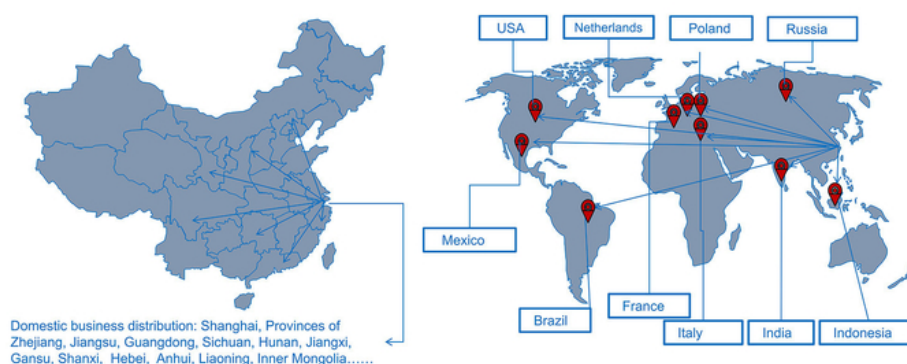 USA
Netherlands
Poland
Russia
Mexico
Brazil
France
Italy
India
Indonesia
Domestic business distribution: Shanghai, Provinces of
Zhejiang, Jiangsu, Guangdong, Sichuan, Hunan, Jiangxi,
Gansu, Shanxi, Hebei, Anhui, Liaoning, Inner Mongolia......